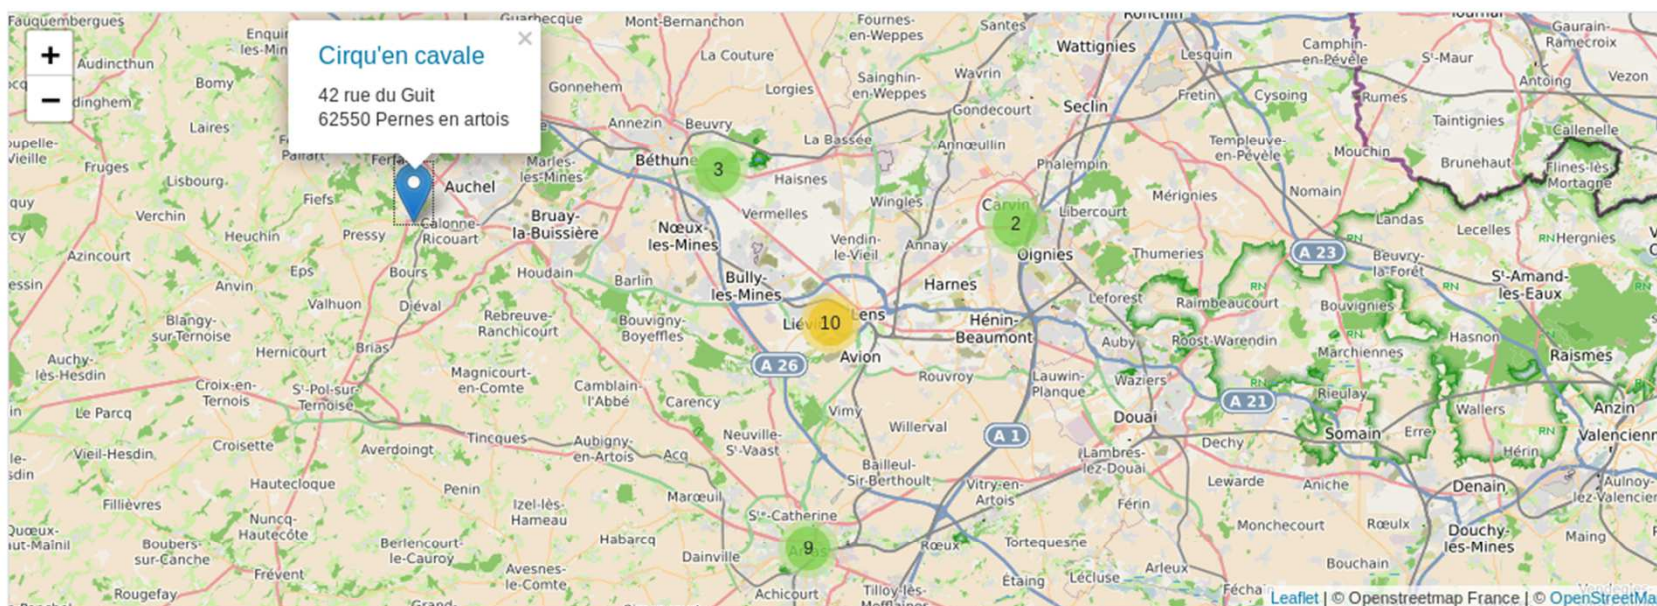 Fauquembergues
Guarbecque
Mont-Bernanchon
Fournes-
en-Weppes
Santes
Ronchin
Gaurain-
Ramecroix
+
−
Cirqu'en cavale
×
42 rue du Guit
62550 Pernes en artois
Audincthun
Bomy
Laires
Fruges
Lisbourg
La Couture
Gonnehem
Lorgies
Sainghin-
en-Weppes
Wavrin
Wattignies
Lesquin
Camphin-
en-Pévèle
St-Maur
Antoing
Vezon
Seclin
Fretin
Cysoing
Rumes
Taintignies
Callenelle
Gondecourt
Annezin
Beuvry
La Bassée
Annœullin
Phalempin
Templeuve-
en-Pévèle
Mouchin
Brunehaut
Flines-lès-
Mortagne
Béthune
3
Marles-
les-Mines
Auchel
Haisnes
Wingles
Carvin
2
Libercourt
Mérignies
Nomain
Landas
Lecelles
RN
Hergnies
Fiefs
Verchin
Heuchin
Pressy
Calonne-
Ricouart
Bruay-
la-Buissière
Nœux-
les-Mines
Vermelles
Vendin-
le-Vieil
Annay
Oignies
Thumeries
A 23
RN
Beuvry-
la-Forêt
St-Amand-
les-Eaux
Azincourt
Eps
Anvin
Bours
Houdain
Barlin
Bully-
les-Mines
Harnes
Leforest
Raimbeaucourt
RN
Bouvignies
RN
Valhuon
Diéval
Rebreuve-
Ranchicourt
Bouvigny-
Boyeffles
10
Lens
Hénin-
Beaumont
Auby
Roost-Warendin
Marchiennes
Hasnon
Raismes
Blangy-
sur-Ternoise
Hernicourt
Brias
A 26
Avion
Auchy-
lès-Hesdin
Croix-en-
Ternois
St-Pol-sur-
Ternoise
Magnicourt-
en-Comte
Camblain-
l'Abbé
Carency
Rouvroy
Lauwin-
Planque
Waziers
RN
A 21
Rieulay
Wallers
Anzin
Le Parcq
Vimy
Willerval
A 1
Douai
Dechy
Somain
Erre
RN
Hérin
Croisette
Vieil-Hesdin
Averdoingt
Tincques
Aubigny-
en-Artois
Acq
Neuville-
St-Vaast
Bailleul-
Sir-Berthoult
Lambres-
lez-Douai
Fillièvres
Hautecloque
Penin
Izel-lès-
Hameau
Marœuil
Vitry-en-
Artois
Férin
Lewarde
Aniche
Denain
Nuncq-
Hautecôte
Habarcq
Ste-Catherine
Monchecourt
Rœulx
Douchy-
les-Mines
Maing
Boubers-
sur-Canche
Berlencourt-
le-Cauroy
Dainville
9
Rœux
Tortequesne
Arleux
Bouchain
Frévent
Avesnes-
le-Comte
Étaing
Lécluse
Rougefay
Achicourt
Tilloy-lès-
Leaflet | © Openstreetmap France | © OpenStreetMa